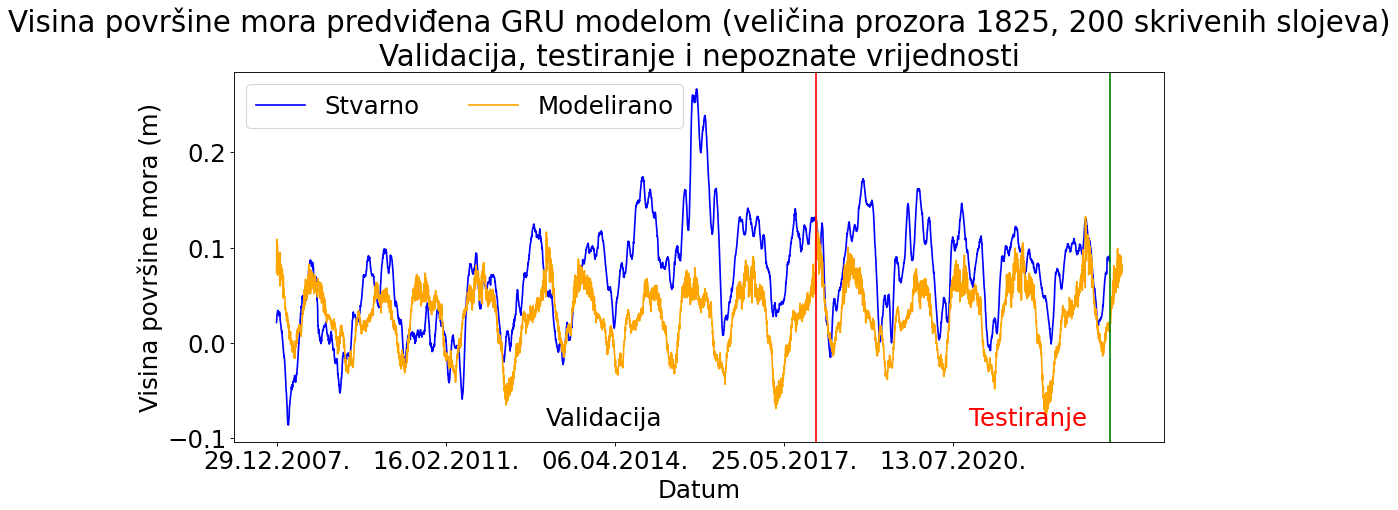 Visina površine mora predviđena GRU modelom (veličina prozora 1825, 200 skrivenih slojeva)
Validacija, testiranje i nepoznate vrijednosti
Stvarno
Modelirano
Visina površine mora (m)
0.2
0.1
0.0
−0.1
Validacija
Testiranje
29.12.2007.
16.02.2011.
06.04.2014.
25.05.2017.
13.07.2020.
Datum